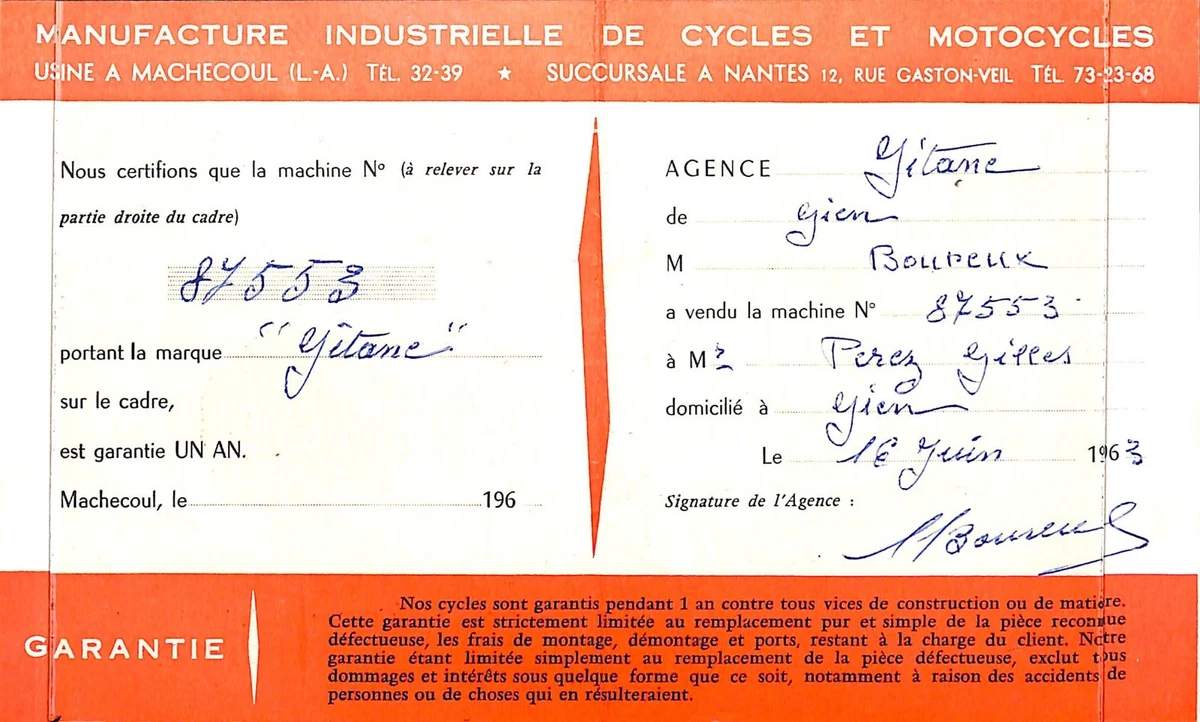 MANUFACTURE INDUSTRIELLE DE CYCLES ET MOTOCYCLES
USINE A MACHECOUL (L.-A.) TÉL. 32-39 ★ SUCCURSALE A NANTES 12, RUE GASTON-VEIL TÉL. 73-23-68
Nous certifions que la machine Nº (à relever sur la
partie droite du cadre)
87553
portant la marque "Gitane"
sur le cadre,
est garantie UN AN.
Machecoul, le 196
AGENCE Gitane
de Gien
M Boureux
a vendu la machine Nº 87553
à Mr Perez Gilles
domicilié à Gien
Le 16 Juin 1963
Signature de l'Agence :
GARANTIE
Nos cycles sont garantis pendant 1 an contre tous vices de construction ou de matière.
Cette garantie est strictement limitée au remplacement pur et simple de la pièce reconnue
défectueuse, les frais de montage, démontage et ports, restant à la charge du client. Notre
garantie étant limitée simplement au remplacement de la pièce défectueuse, exclut tous
dommages et intérêts sous quelque forme que ce soit, notamment à raison des accidents de
personnes ou de choses qui en résulteraient.